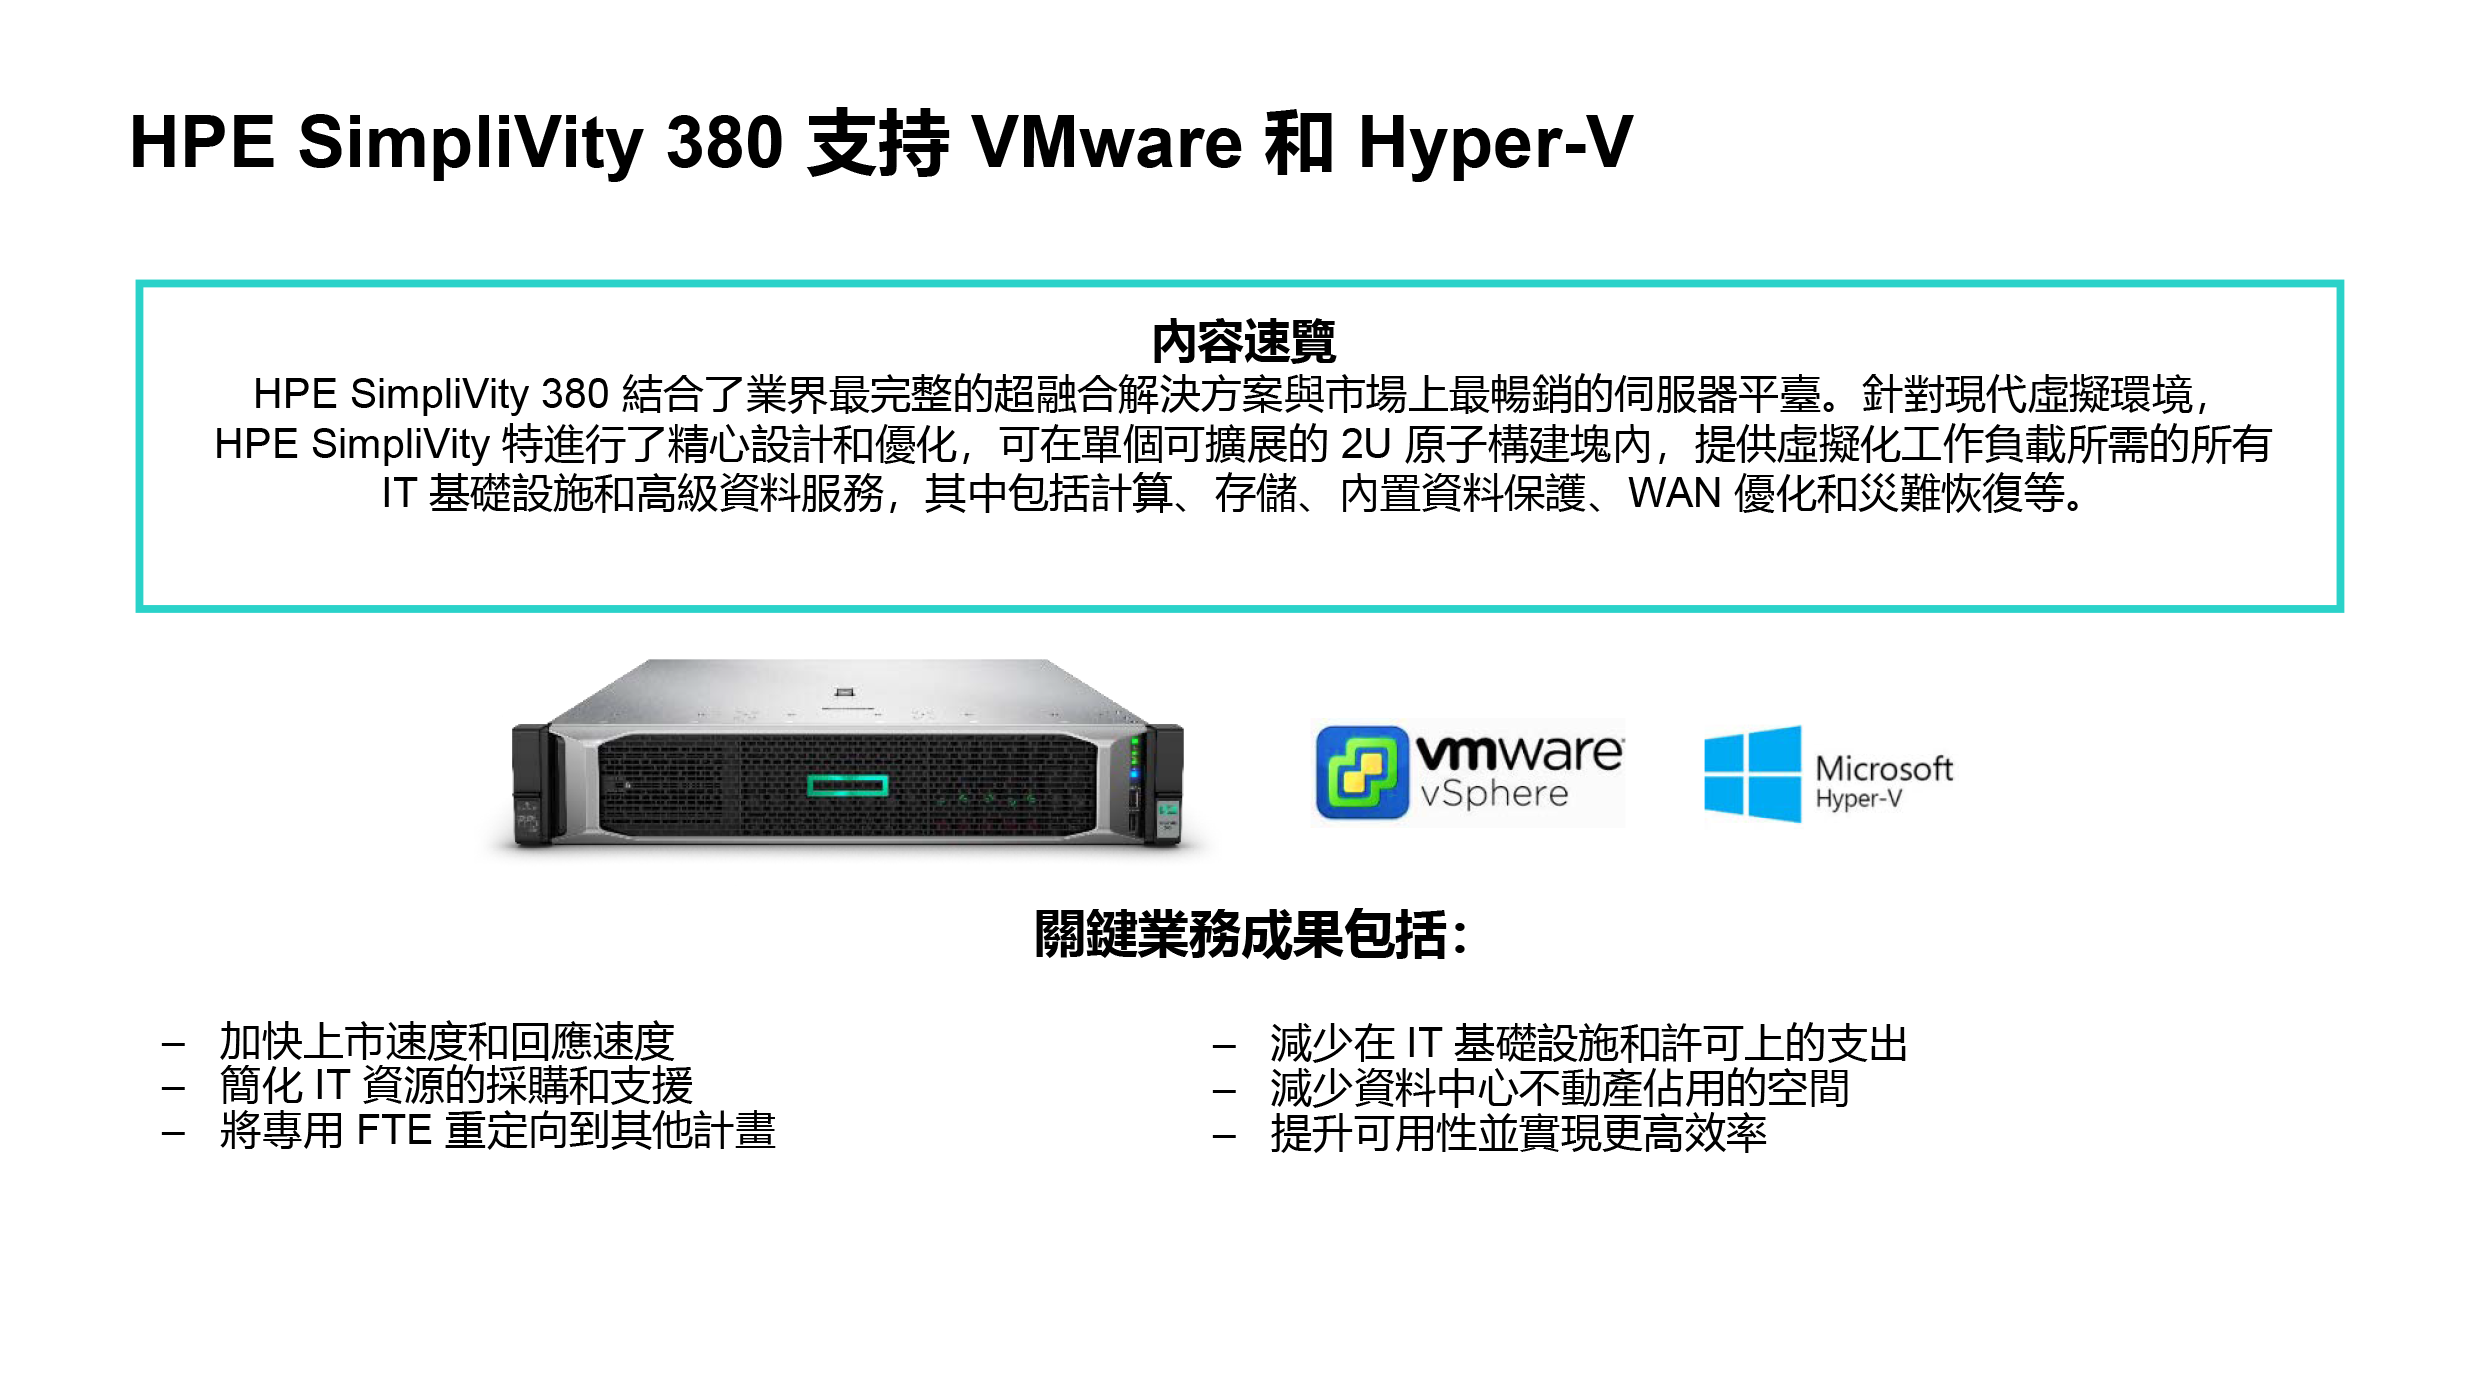 HPE SimpliVity 380 支持 VMware 和 Hyper-V
內容速覽
HPE SimpliVity 380 結合了業界最完整的超融合解決方案與市場上最暢銷的伺服器平臺。針對現代虛擬環境，
HPE SimpliVity 特進行了精心設計和優化，可在單個可擴展的 2U 原子構建塊內，提供虛擬化工作負載所需的所有
IT 基礎設施和高級資料服務，其中包括計算、存儲、內置資料保護、WAN 優化和災難恢復等。
vmware
vSphere
Microsoft
Hyper-V
關鍵業務成果包括：
– 加快上市速度和回應速度
– 簡化 IT 資源的採購和支援
– 將專用 FTE 重定向到其他計畫
– 減少在 IT 基礎設施和許可上的支出
– 減少資料中心不動產佔用的空間
– 提升可用性並實現更高效率